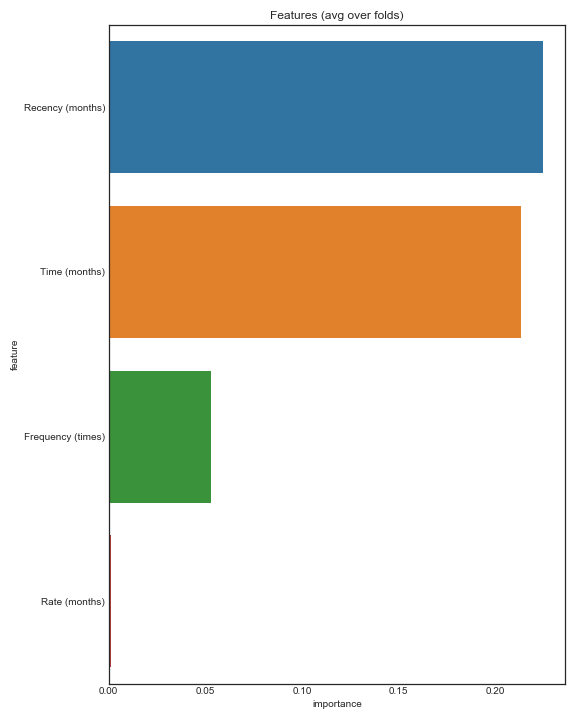 Features (avg over folds)
Recency (months)
Time (months)
feature
Frequency (times)
Rate (months)
0.00 0.05 0.10 0.15 0.20
importance